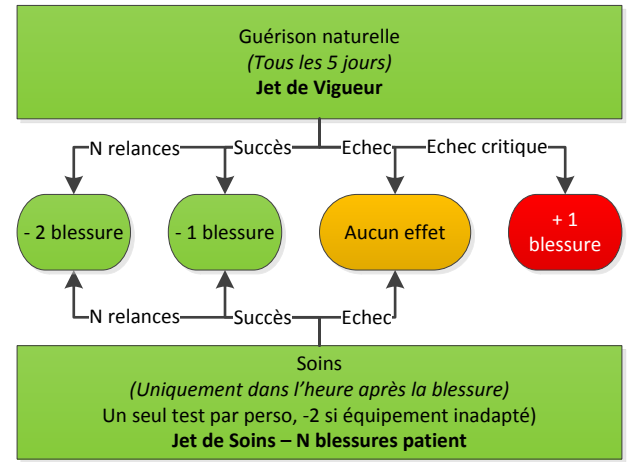 Guérison naturelle
(Tous les 5 jours)
Jet de Vigueur
N relances Succès Echec Echec critique
- 2 blessure
- 1 blessure
Aucun effet
+ 1
blessure
N relances Succès Echec
Soins
(Uniquement dans l'heure après la blessure)
Un seul test par perso, -2 si équipement inadapté)
Jet de Soins – N blessures patient